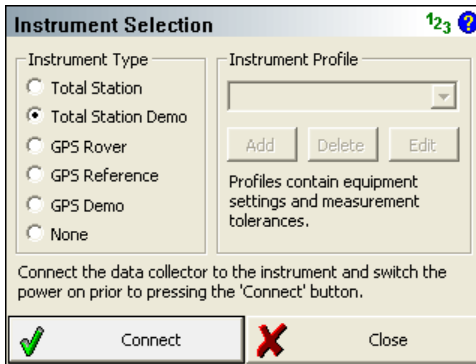 Instrument Selection
123 ?
Instrument Type
Total Station
Total Station Demo
GPS Rover
GPS Reference
GPS Demo
None
Instrument Profile
Add Delete Edit
Profiles contain equipment
settings and measurement
tolerances.
Connect the data collector to the instrument and switch the
power on prior to pressing the 'Connect' button.
Connect Close